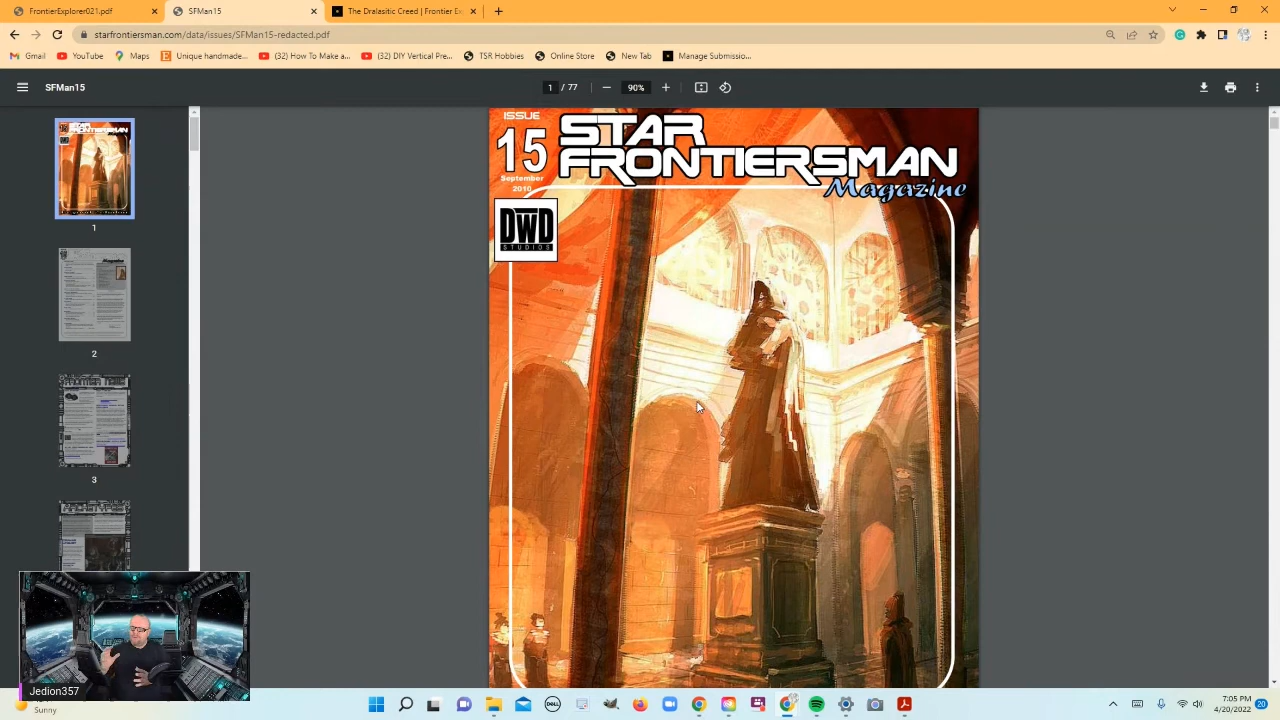 FrontierExplorer021.pdf
SFMan15
The Dralasitic Creed | Frontier Ex
starfrontiersman.com/data/issues/SFMan15-redacted.pdf
Gmail
YouTube
Maps
Unique handmade...
(32) How To Make a...
(32) DIY Vertical Pre...
TSR Hobbies
Online Store
New Tab
Manage Submissio...
SFMan15
1 / 77
90%
1
2
3
ISSUE
15
September
2010
STAR
FRONTIERSMAN
Magazine
DWD
STUDIOS
Jedion357
Sunny
DELL
7:05 PM
4/20/2022
20